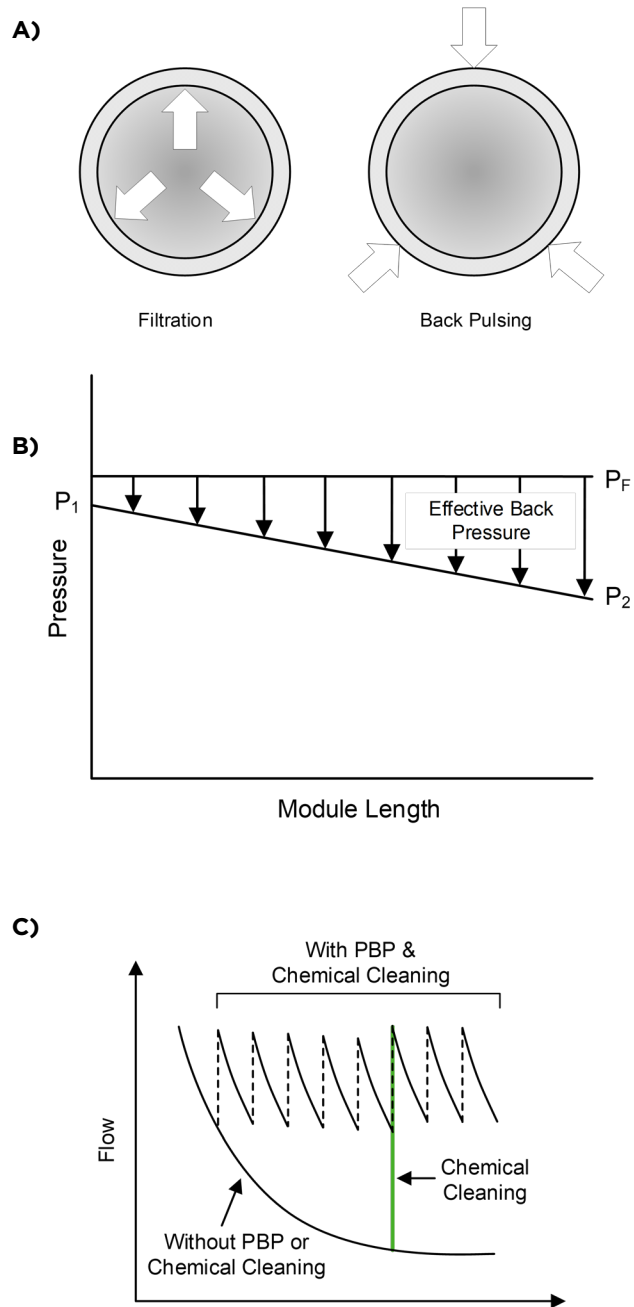 A)
Filtration
Back Pulsing
B)
P₁
P_F
Effective Back
Pressure
P₂
Pressure
Module Length
C)
With PBP &
Chemical Cleaning
Flow
Chemical
Cleaning
Without PBP or
Chemical Cleaning